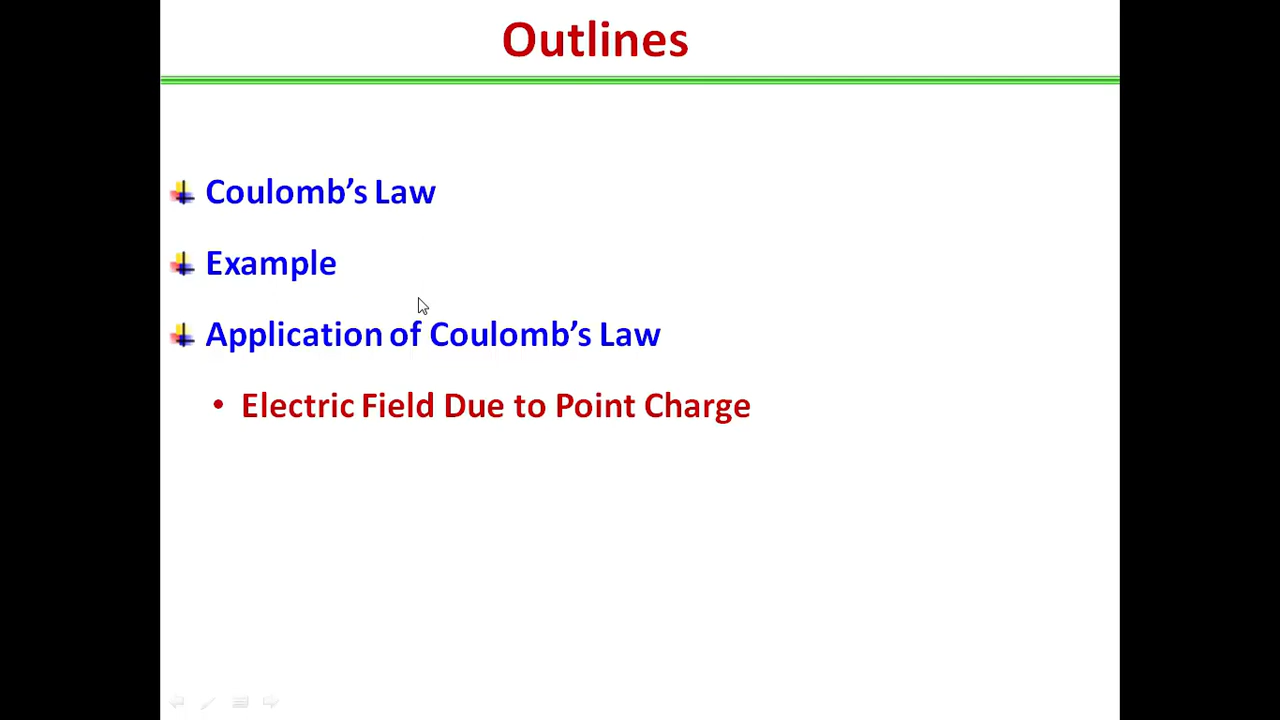 Outlines
Coulomb’s Law
Example
Application of Coulomb’s Law
• Electric Field Due to Point Charge